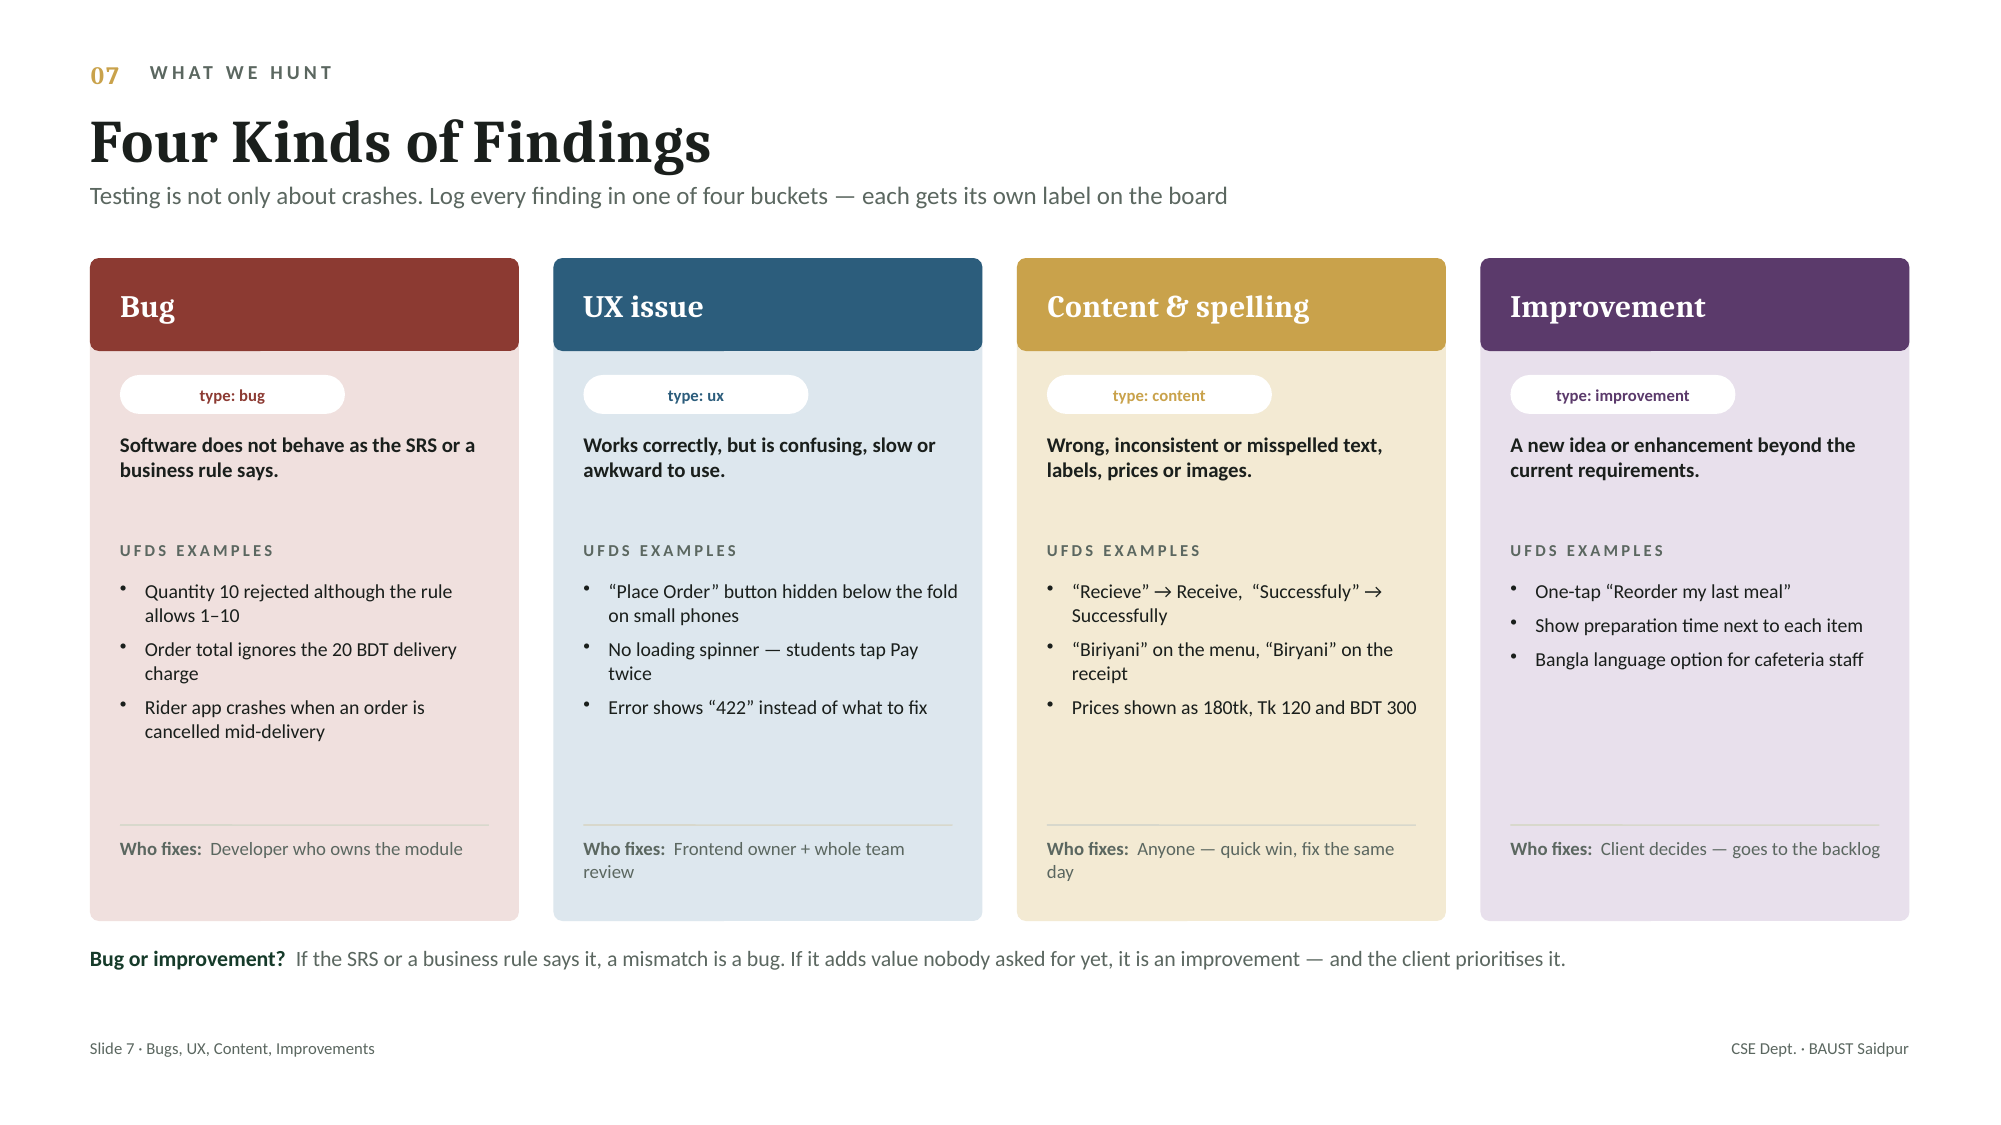 07 WHAT WE HUNT
Four Kinds of Findings
Testing is not only about crashes. Log every finding in one of four buckets — each gets its own label on the board
Bug
type: bug
Software does not behave as the SRS or a
business rule says.
UFDS EXAMPLES
• Quantity 10 rejected although the rule
allows 1–10
• Order total ignores the 20 BDT delivery
charge
• Rider app crashes when an order is
cancelled mid-delivery
Who fixes: Developer who owns the module
UX issue
type: ux
Works correctly, but is confusing, slow or
awkward to use.
UFDS EXAMPLES
• “Place Order” button hidden below the fold
on small phones
• No loading spinner — students tap Pay
twice
• Error shows “422” instead of what to fix
Who fixes: Frontend owner + whole team
review
Content & spelling
type: content
Wrong, inconsistent or misspelled text,
labels, prices or images.
UFDS EXAMPLES
• “Recieve” → Receive, “Successfuly” →
Successfully
• “Biriyani” on the menu, “Biryani” on the
receipt
• Prices shown as 180tk, Tk 120 and BDT 300
Who fixes: Anyone — quick win, fix the same
day
Improvement
type: improvement
A new idea or enhancement beyond the
current requirements.
UFDS EXAMPLES
• One-tap “Reorder my last meal”
• Show preparation time next to each item
• Bangla language option for cafeteria staff
Who fixes: Client decides — goes to the backlog
Bug or improvement? If the SRS or a business rule says it, a mismatch is a bug. If it adds value nobody asked for yet, it is an improvement — and the client prioritises it.
Slide 7 · Bugs, UX, Content, Improvements
CSE Dept. · BAUST Saidpur